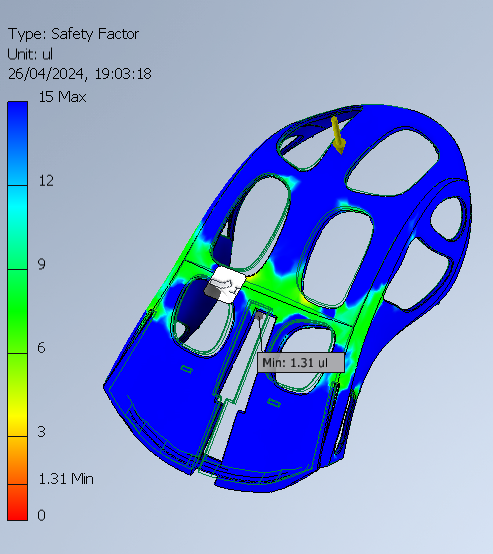 Type: Safety Factor
Unit: ul
26/04/2024, 19:03:18
15 Max
12
9
6
3
1.31 Min
0
Min: 1.31 ul